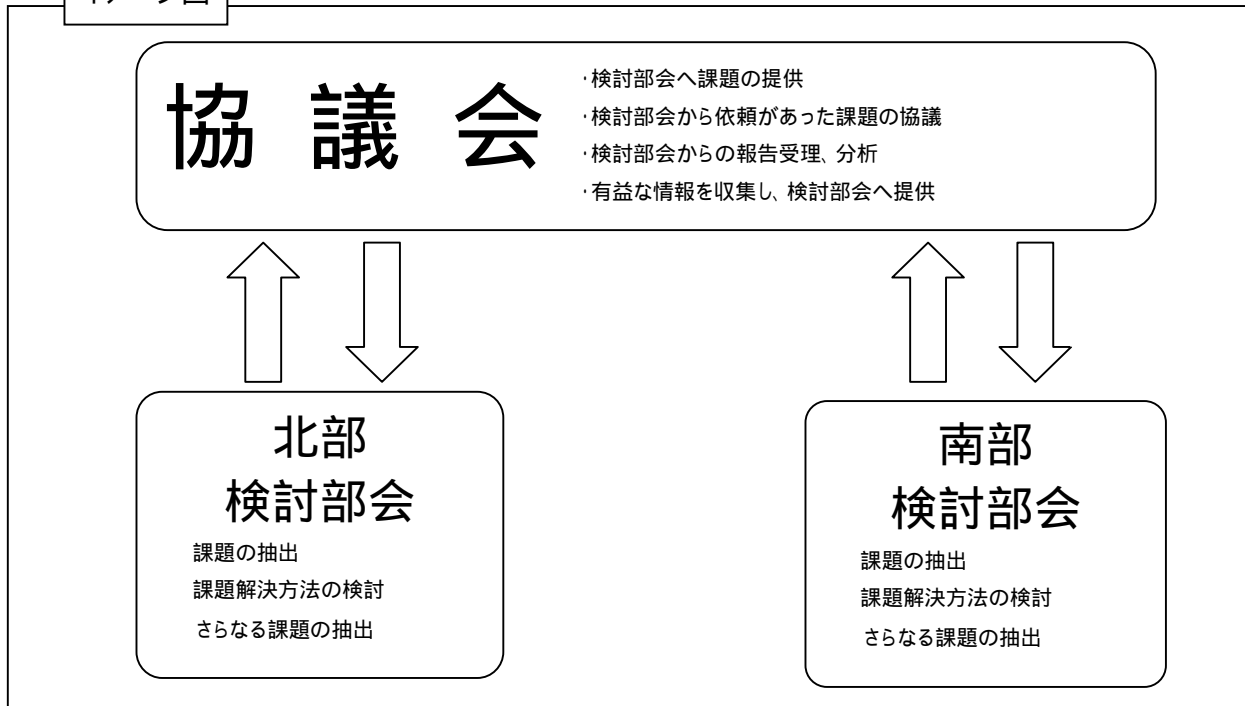 協 議 会
・検討部会へ課題の提供
・検討部会から依頼があった課題の協議
・検討部会からの報告受理、分析
・有益な情報を収集し、検討部会へ提供
北部
検討部会
課題の抽出
課題解決方法の検討
さらなる課題の抽出
南部
検討部会
課題の抽出
課題解決方法の検討
さらなる課題の抽出